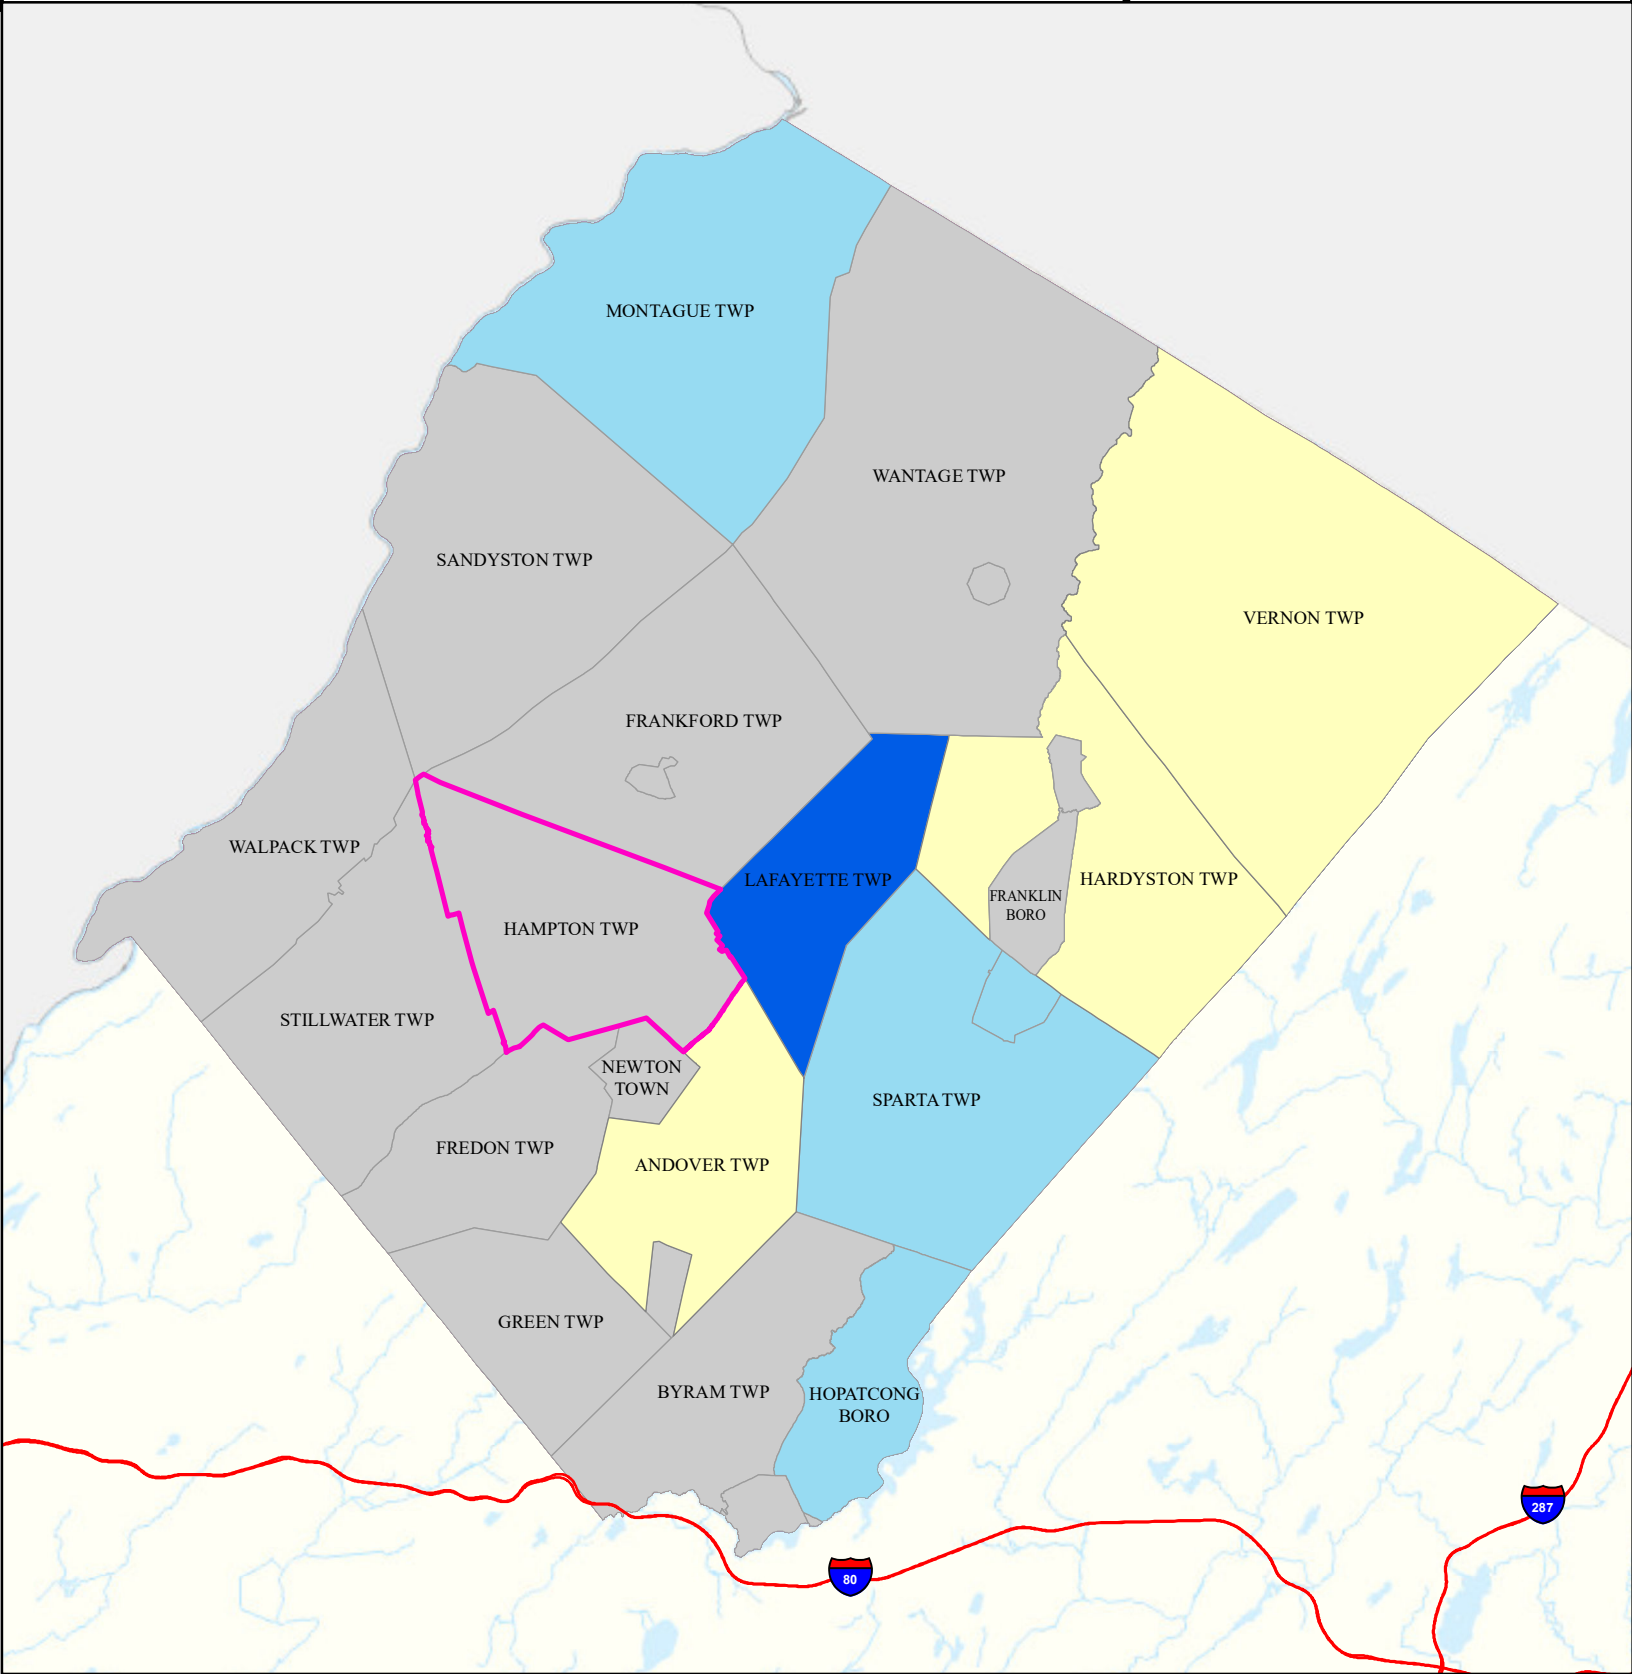 MONTAGUE TWP
WANTAGE TWP
SANDYSTON TWP
VERNON TWP
FRANKFORD TWP
WALPACK TWP
LAFAYETTE TWP
HARDYSTON TWP
FRANKLIN
BORO
HAMPTON TWP
STILLWATER TWP
NEWTON
TOWN
SPARTA TWP
FREDON TWP
ANDOVER TWP
GREEN TWP
BYRAM TWP
HOPATCONG
BORO
287
80